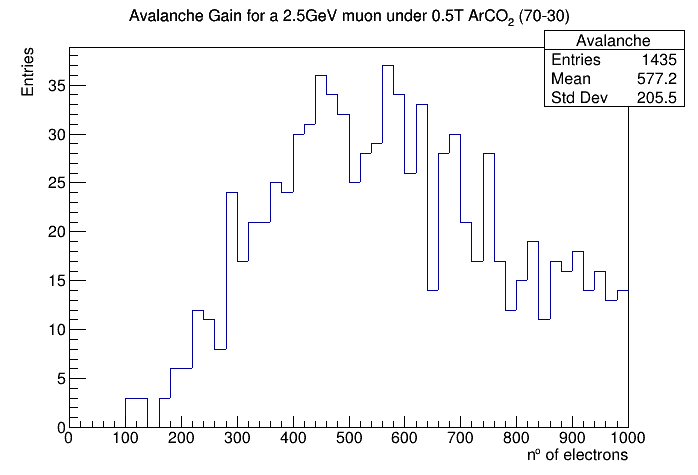 Avalanche Gain for a 2.5GeV muon under 0.5T ArCO₂ (70-30)
Avalanche
Entries 1435
Mean 577.2
Std Dev 205.5
Entries
35
30
25
20
15
10
5
0
0 100 200 300 400 500 600 700 800 900 1000
nº of electrons